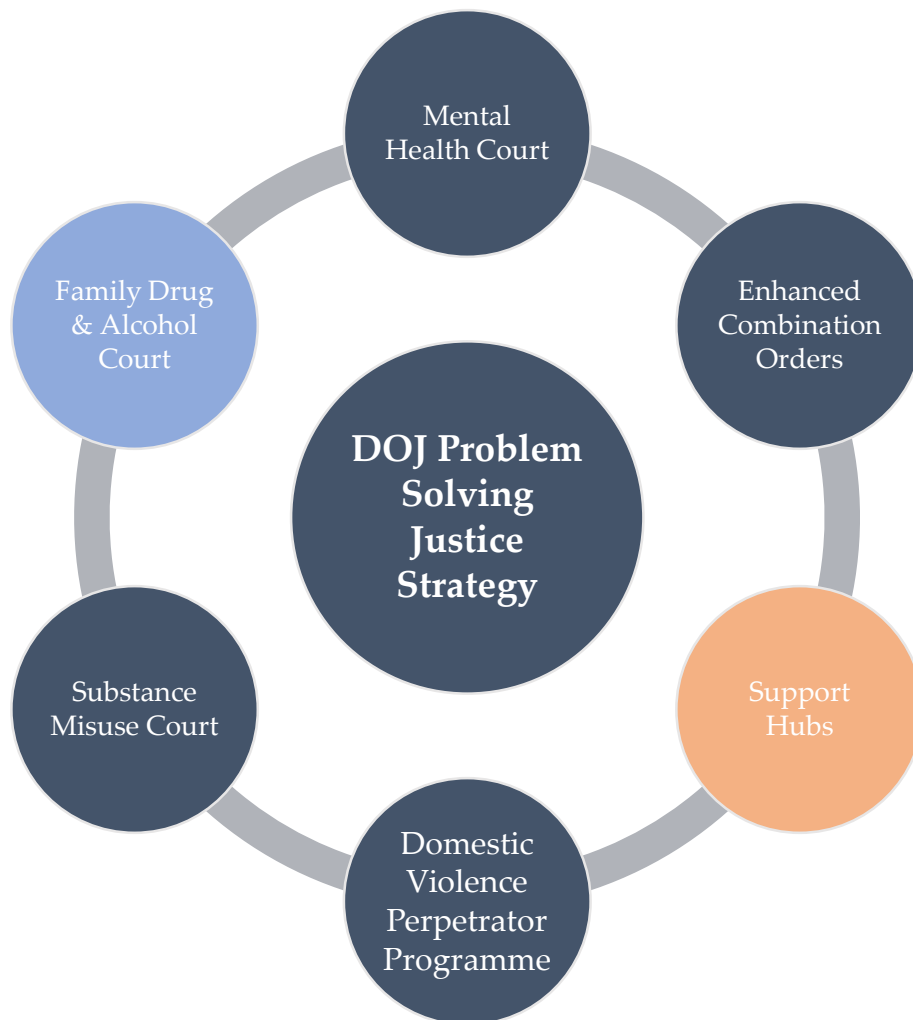 Mental
Health Court
Enhanced
Combination
Orders
Support
Hubs
Domestic
Violence
Perpetrator
Programme
Substance
Misuse Court
Family Drug
& Alcohol
Court
DOJ Problem
Solving
Justice
Strategy